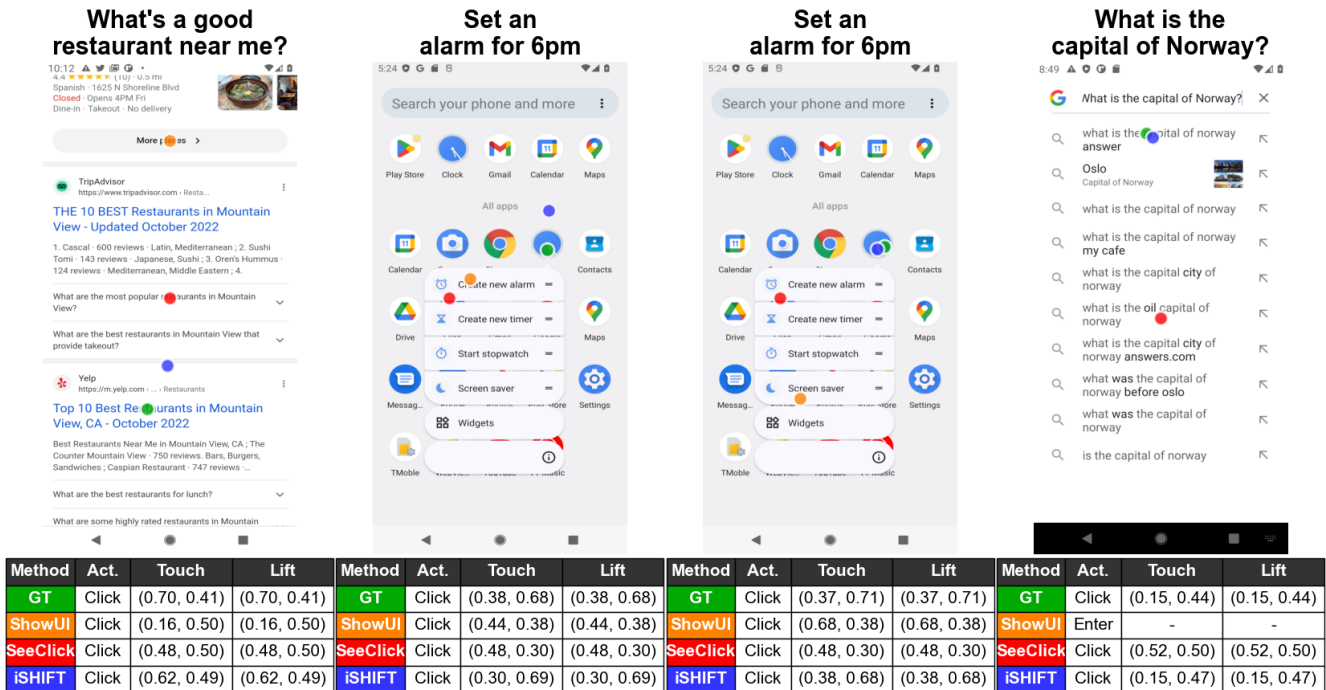 What's a good
restaurant near me?
10:12
4.4 (10) · 0.5 mi
Spanish · 1625 N Shoreline Blvd
Closed · Opens 4PM Fri
Dine-in · Takeout · No delivery
More
TripAdvisor
https://www.tripadvisor.com › Resta...
THE 10 BEST Restaurants in Mountain
View - Updated October 2022
1. Cascal · 600 reviews · Latin, Mediterranean ; 2. Sushi
Tomi · 143 reviews · Japanese, Sushi ; 3. Oren's Hummus ·
124 reviews · Mediterranean, Middle Eastern ; 4.
What are the most popular restaurants in Mountain
View?
What are the best restaurants in Mountain View that
provide takeout?
Yelp
https://m.yelp.com › ... › Restaurants
Top 10 Best Restaurants in Mountain
View, CA - October 2022
Best Restaurants Near Me in Mountain View, CA ; The
Counter Mountain View · 750 reviews. Bars, Burgers,
Sandwiches ; Caspian Restaurant · 747 reviews ·...
What are the best restaurants for lunch?
What are some highly rated restaurants in Mountain
Set an
alarm for 6pm
5:24
Search your phone and more
Play Store Clock Gmail Calendar Maps
All apps
Calendar Contacts
Create new alarm
Drive Create new timer Maps
Start stopwatch
Messag... Screen saver Settings
Widgets
TMoble
Set an
alarm for 6pm
5:24
Search your phone and more
Play Store Clock Gmail Calendar Maps
All apps
Calendar Contacts
Create new alarm
Drive Create new timer Maps
Start stopwatch
Messag... Screen saver Settings
Widgets
TMoble
What is the
capital of Norway?
8:49
What is the capital of Norway?
what is the capital of norway
answer
Oslo
Capital of Norway
what is the capital of norway
what is the capital of norway
my cafe
what is the capital city of
norway
what is the oil capital of
norway
what is the capital city of
norway answers.com
what was the capital of
norway before oslo
what was the capital of
norway
is the capital of norway
Method Act. Touch Lift
GT Click (0.70, 0.41) (0.70, 0.41)
ShowUI Click (0.16, 0.50) (0.16, 0.50)
SeeClick Click (0.48, 0.50) (0.48, 0.50)
iSHIFT Click (0.62, 0.49) (0.62, 0.49)
Method Act. Touch Lift
GT Click (0.38, 0.68) (0.38, 0.68)
ShowUI Click (0.44, 0.38) (0.44, 0.38)
SeeClick Click (0.48, 0.30) (0.48, 0.30)
iSHIFT Click (0.30, 0.69) (0.30, 0.69)
Method Act. Touch Lift
GT Click (0.37, 0.71) (0.37, 0.71)
ShowUI Click (0.68, 0.38) (0.68, 0.38)
SeeClick Click (0.48, 0.30) (0.48, 0.30)
iSHIFT Click (0.38, 0.68) (0.38, 0.68)
Method Act. Touch Lift
GT Click (0.15, 0.44) (0.15, 0.44)
ShowUI Enter - -
SeeClick Click (0.52, 0.50) (0.52, 0.50)
iSHIFT Click (0.15, 0.47) (0.15, 0.47)